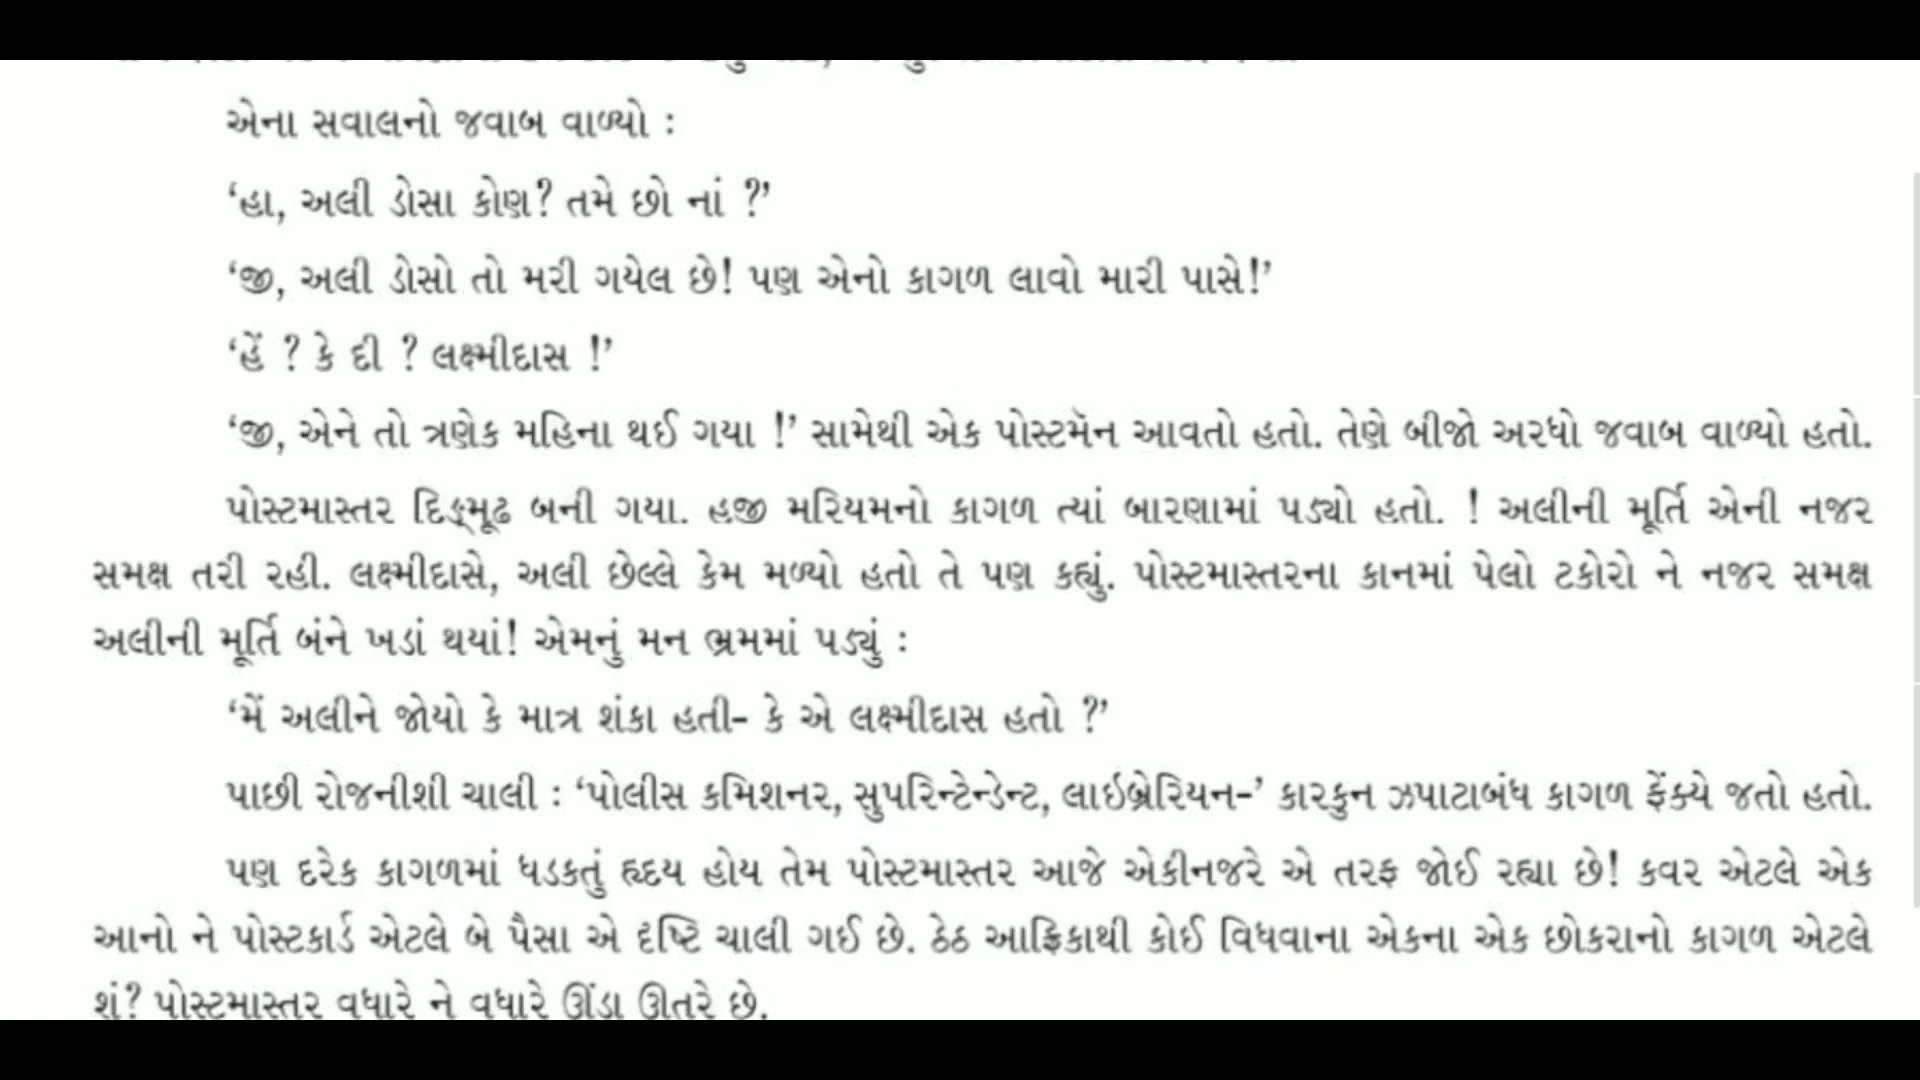 એના સવાલનો જવાબ વાળ્યો :
‘હા, અલી ડોસા કોણ? તમે છો નાં ?’
‘જી, અલી ડોસો તો મરી ગયેલ છે! પણ એનો કાગળ લાવો મારી પાસે!’
‘હેં ? કે દી ? લક્ષ્મીદાસ !’
‘જી, એને તો ત્રણેક મહિના થઈ ગયા !’ સામેથી એક પોસ્ટમૅન આવતો હતો. તેણે બીજો અરધો જવાબ વાળ્યો હતો.
પોસ્ટમાસ્તર દિઙ્મૂઢ બની ગયા. હજી મરિયમનો કાગળ ત્યાં બારણામાં પડ્યો હતો. ! અલીની મૂર્તિ એની નજર
સમક્ષ તરી રહી. લક્ષ્મીદાસે, અલી છેલ્લે કેમ મળ્યો હતો તે પણ કહ્યું. પોસ્ટમાસ્તરના કાનમાં પેલો ટકોરો ને નજર સમક્ષ
અલીની મૂર્તિ બંને ખડાં થયાં! એમનું મન ભ્રમમાં પડ્યું :
‘મેં અલીને જોયો કે માત્ર શંકા હતી- કે એ લક્ષ્મીદાસ હતો ?’
પાછી રોજનીશી ચાલી : ‘પોલીસ કમિશનર, સુપરિન્ટેન્ડેન્ટ, લાઇબ્રેરિયન-’ કારકુન ઝપાટાબંધ કાગળ ફેંક્યે જતો હતો.
પણ દરેક કાગળમાં ધડકતું હૃદય હોય તેમ પોસ્ટમાસ્તર આજે એકીનજરે એ તરફ જોઈ રહ્યા છે! કવર એટલે એક
આનો ને પોસ્ટકાર્ડ એટલે બે પૈસા એ દૃષ્ટિ ચાલી ગઈ છે. ઠેઠ આફ્રિકાથી કોઈ વિધવાના એકના એક છોકરાનો કાગળ એટલે
શું? પોસ્ટમાસ્તર વધારે ને વધારે ઊંડા ઊતરે છે.